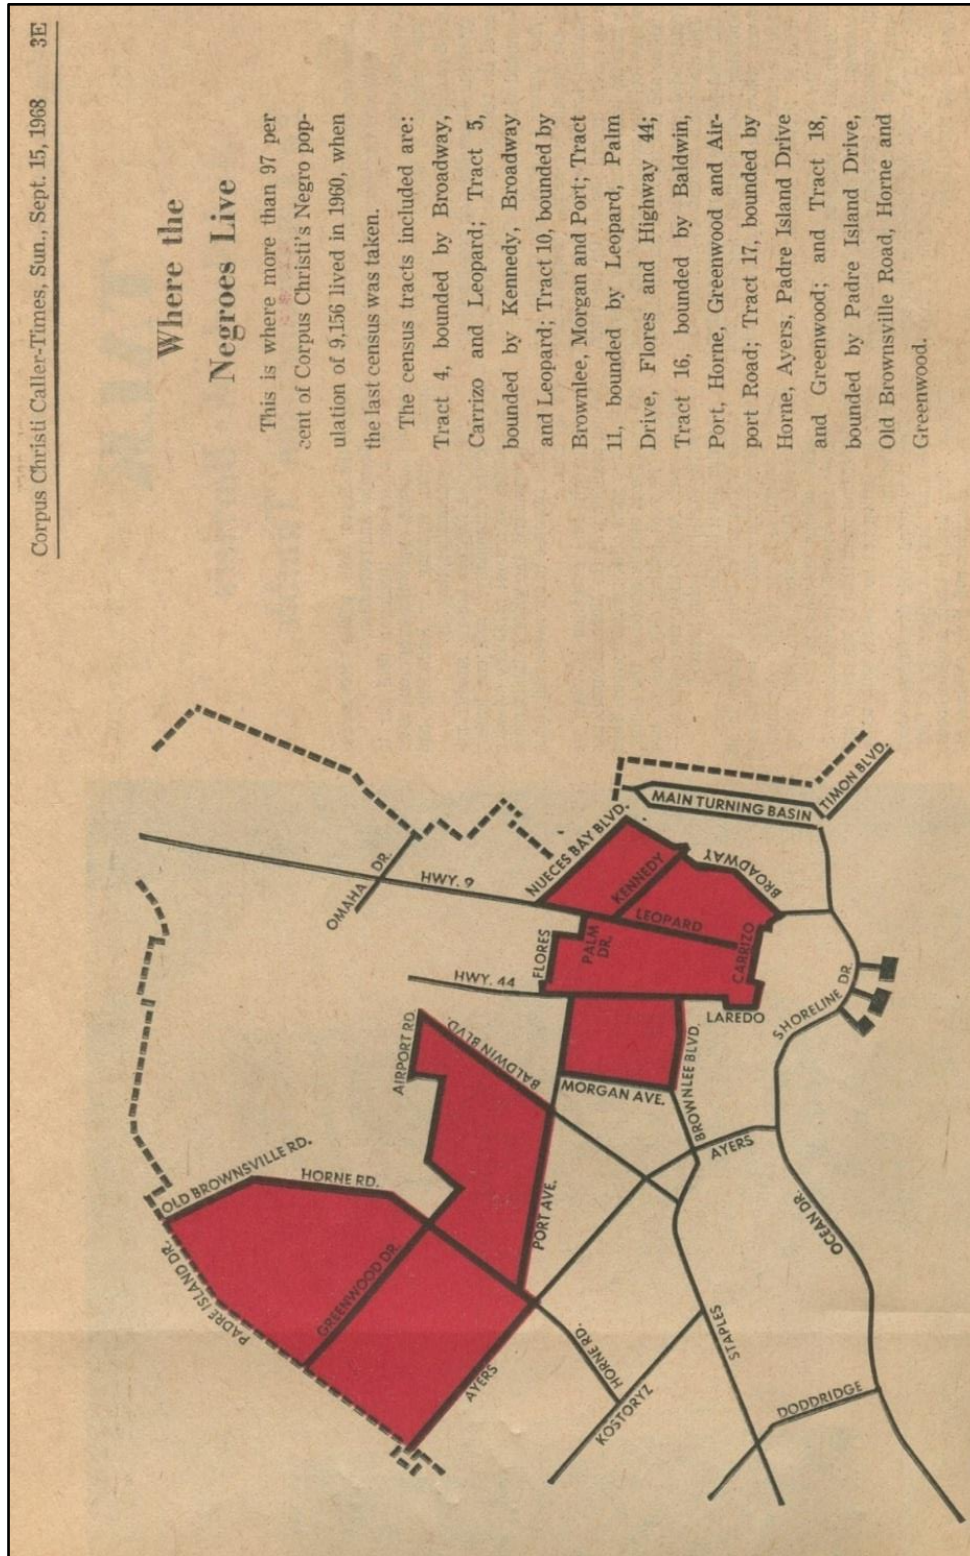 Corpus Christi Caller-Times, Sun., Sept. 15, 1968 3E
Where the
Negroes Live
This is where more than 97 per
cent of Corpus Christi's Negro pop-
ulation of 9,156 lived in 1960, when
the last census was taken.
The census tracts included are:
Tract 4, bounded by Broadway,
Carrizo and Leopard; Tract 5,
bounded by Kennedy, Broadway
and Leopard; Tract 10, bounded by
Brownlee, Morgan and Port; Tract
11, bounded by Leopard, Palm
Drive, Flores and Highway 44;
Tract 16, bounded by Baldwin,
Port, Horne, Greenwood and Air-
port Road; Tract 17, bounded by
Horne, Ayers, Padre Island Drive
and Greenwood; and Tract 18,
bounded by Padre Island Drive,
Old Brownsville Road, Horne and
Greenwood.
OMAHA DR.
HWY. 9
NUECES BAY BLVD.
MAIN TURNING BASIN
TIMON BLVD.
KENNEDY
BROADWAY
LEOPARD
FLORES
PALM
DR.
CARRIZO
HWY. 44
LAREDO
SHORELINE DR.
AIRPORT RD.
BALDWIN BLVD.
MORGAN AVE.
BROWNLEE BLVD.
AYERS
OLD BROWNSVILLE RD.
HORNE RD.
PORT AVE.
OCEAN DR.
PADRE ISLAND DR.
GREENWOOD DR.
AYERS
HORNE RD.
KOSTORYZ
STAPLES
DODDRIDGE